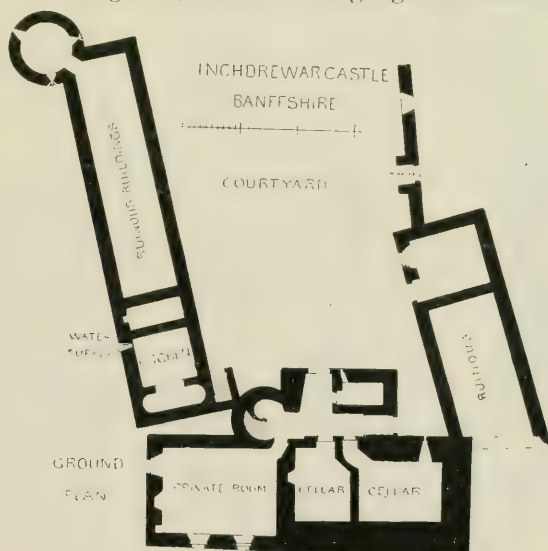 INCHDREWAR CASTLE
BANFFSHIRE
COURTYARD
RUINOUS BUILDINGS
WATER
KITCHEN
RUINOUS
GROUND
PLAN
PRIVATE ROOM
CELLAR
CELLAR